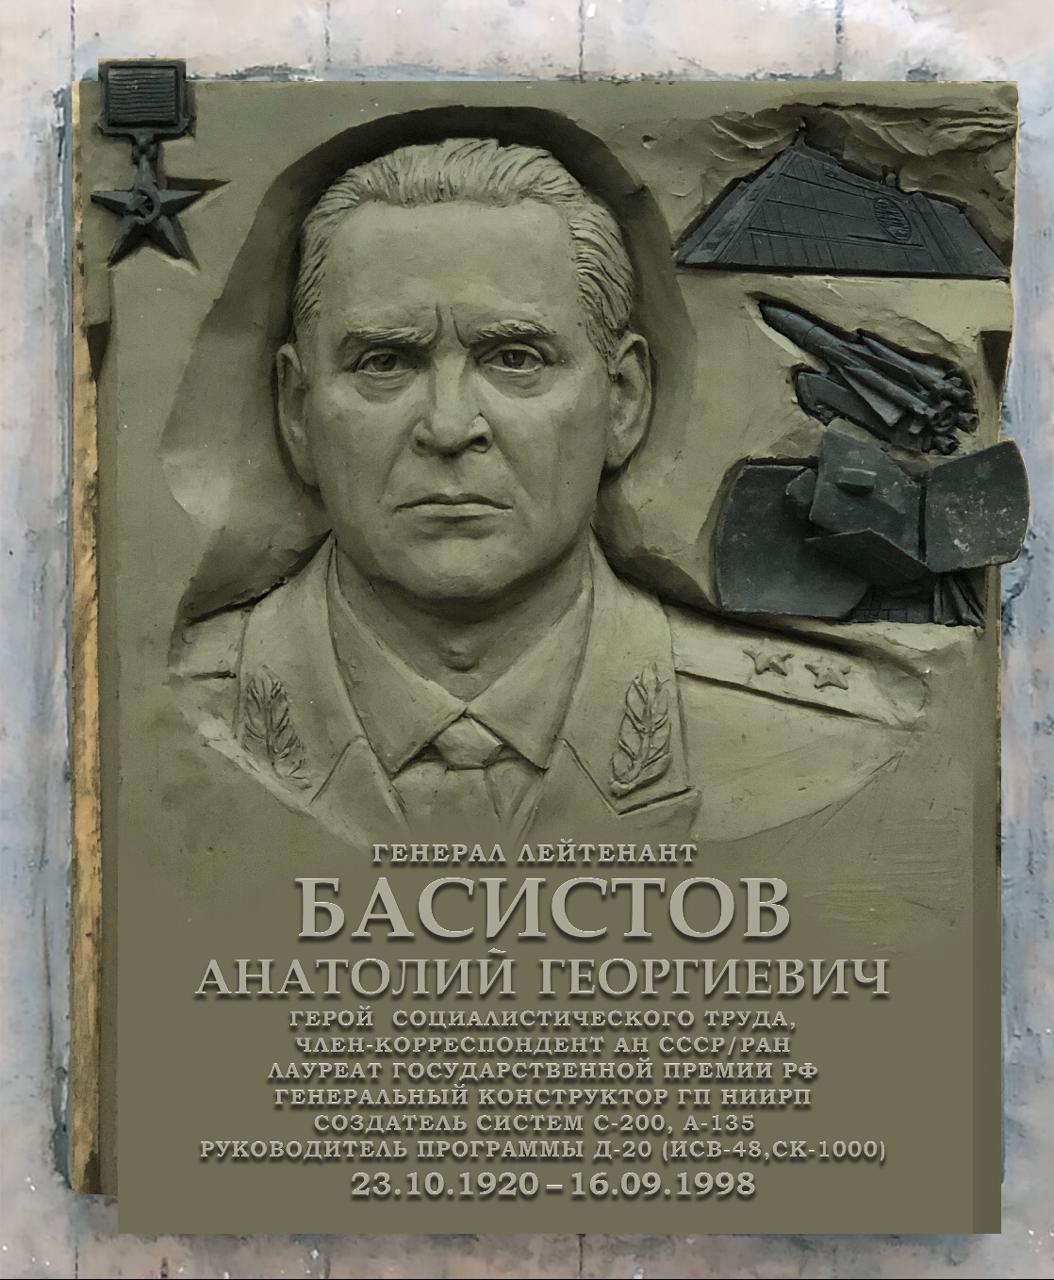 ГЕНЕРАЛ ЛЕЙТЕНАНТ
БАСИСТОВ
АНАТОЛИЙ ГЕОРГИЕВИЧ
ГЕРОЙ СОЦИАЛИСТИЧЕСКОГО ТРУДА,
ЧЛЕН-КОРРЕСПОНДЕНТ АН СССР/РАН
ЛАУРЕАТ ГОСУДАРСТВЕННОЙ ПРЕМИИ РФ
ГЕНЕРАЛЬНЫЙ КОНСТРУКТОР ГП НИИРП
СОЗДАТЕЛЬ СИСТЕМ С-200, А-135
РУКОВОДИТЕЛЬ ПРОГРАММЫ Д-20 (ИСВ-48,СК-1000)
23.10.1920 – 16.09.1998